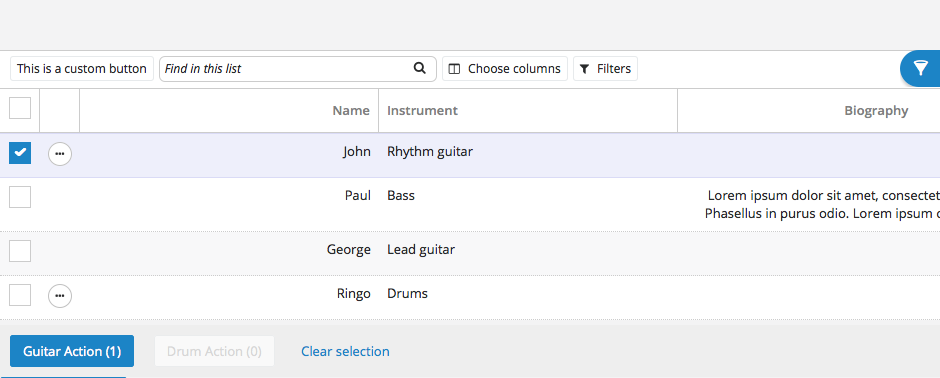 This is a custom button Find in this list Choose columns Filters
Name Instrument Biography
John Rhythm guitar
Paul Bass Lorem ipsum dolor sit amet, consectet
Phasellus in purus odio. Lorem ipsum
George Lead guitar
Ringo Drums
Guitar Action (1) Drum Action (0) Clear selection